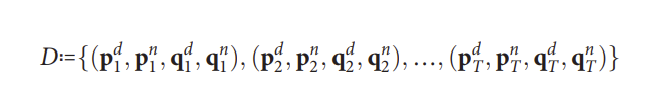 D:={(𝐩₁ᵈ, 𝐩₁ⁿ, 𝐪₁ᵈ, 𝐪₁ⁿ), (𝐩₂ᵈ, 𝐩₂ⁿ, 𝐪₂ᵈ, 𝐪₂ⁿ), ..., (𝐩_Tᵈ, 𝐩_Tⁿ, 𝐪_Tᵈ, 𝐪_Tⁿ)}